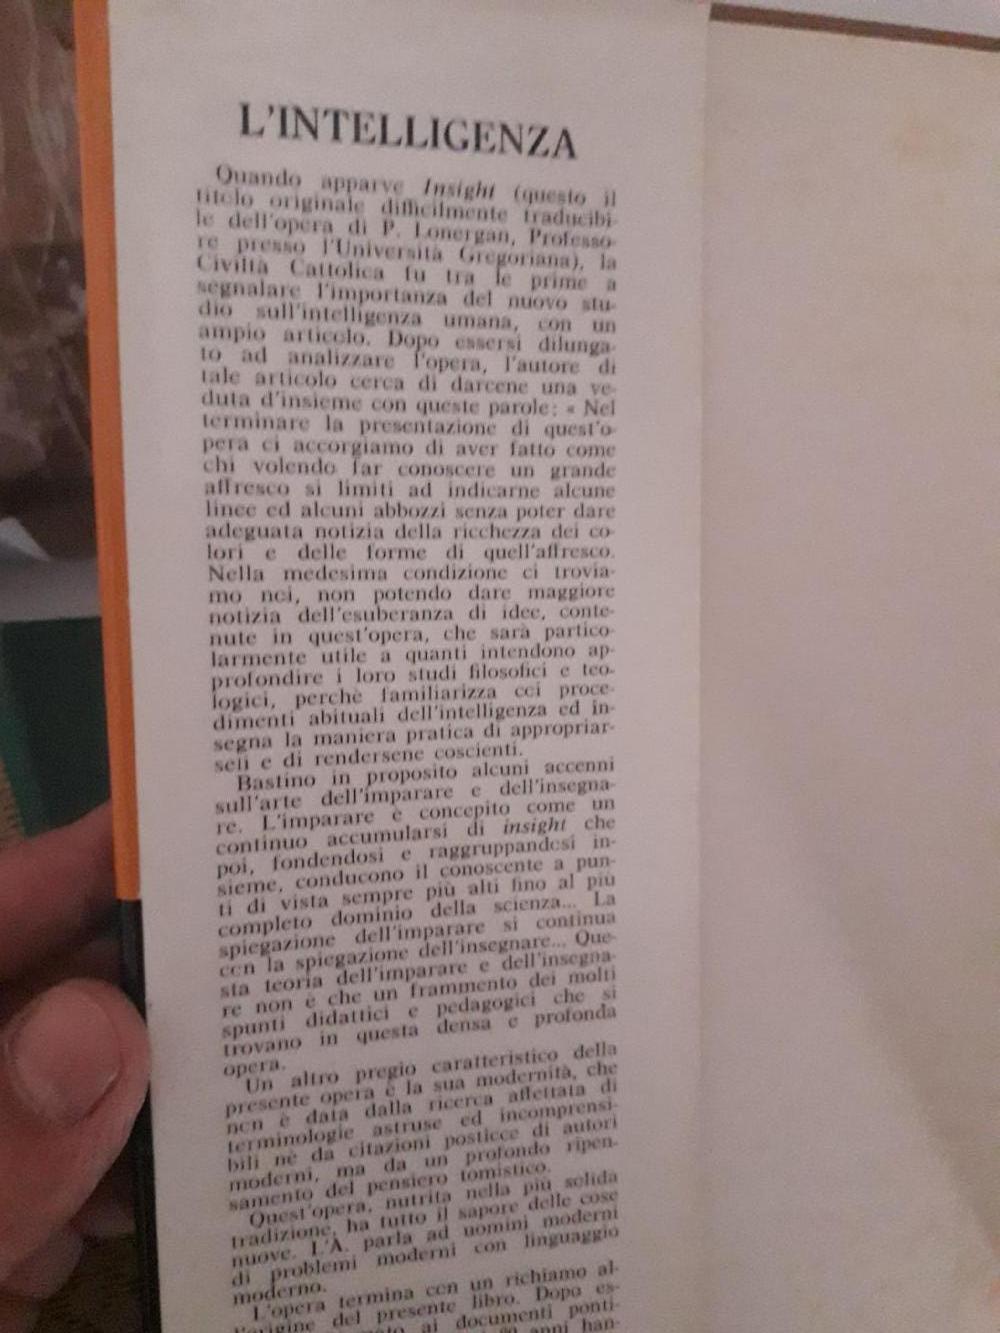 L'INTELLIGENZA
Quando apparve Insight (questo il
titolo originale difficilmente traducibi-
le dell'opera di P. Lonergan, Professo-
re presso l'Università Gregoriana), la
Civiltà Cattolica fu tra le prime a
segnalare l'importanza del nuovo stu-
dio sull'intelligenza umana, con un
ampio articolo. Dopo essersi dilunga-
to ad analizzare l'opera, l'autore di
tale articolo cerca di darcene una ve-
duta d'insieme con queste parole: « Nel
terminare la presentazione di quest'o-
pera ci accorgiamo di aver fatto come
chi volendo far conoscere un grande
affresco si limiti ad indicarne alcune
linee ed alcuni abbozzi senza poter dare
adeguata notizia della ricchezza dei co-
lori e delle forme di quell'affresco.
Nella medesima condizione ci trovia-
mo noi, non potendo dare maggiore
notizia dell'esuberanza di idee, conte-
nute in quest'opera, che sarà partico-
larmente utile a quanti intendono ap-
profondire i loro studi filosofici e teo-
logici, perchè familiarizza coi proce-
dimenti abituali dell'intelligenza ed in-
segna la maniera pratica di appropriar-
seli e di rendersene coscienti.
Bastino in proposito alcuni accenni
sull'arte dell'imparare e dell'insegna-
re. L'imparare è concepito come un
continuo accumularsi di insight che
poi, fondendosi e raggruppandosi in-
sieme, conducono il conoscente a pun-
ti di vista sempre più alti fino al più
completo dominio della scienza... La
spiegazione dell'imparare si continua
con la spiegazione dell'insegnare... Que-
sta teoria dell'imparare e dell'insegna-
re non è che un frammento dei molti
spunti didattici e pedagogici che si
trovano in questa densa e profonda
opera.
Un altro pregio caratteristico della
presente opera è la sua modernità, che
non è data dalla ricerca affettata di
terminologie astruse ed incomprensi-
bili nè da citazioni posticce di autori
moderni, ma da un profondo ripen-
samento del pensiero tomistico.
Quest'opera, nutrita nella più solida
tradizione, ha tutto il sapore delle cose
nuove. L'A. parla ad uomini moderni
di problemi moderni con linguaggio
moderno.
L'opera termina con un richiamo al-
l'origine del presente libro. Dopo es-
ai documenti ponti-
anni han-